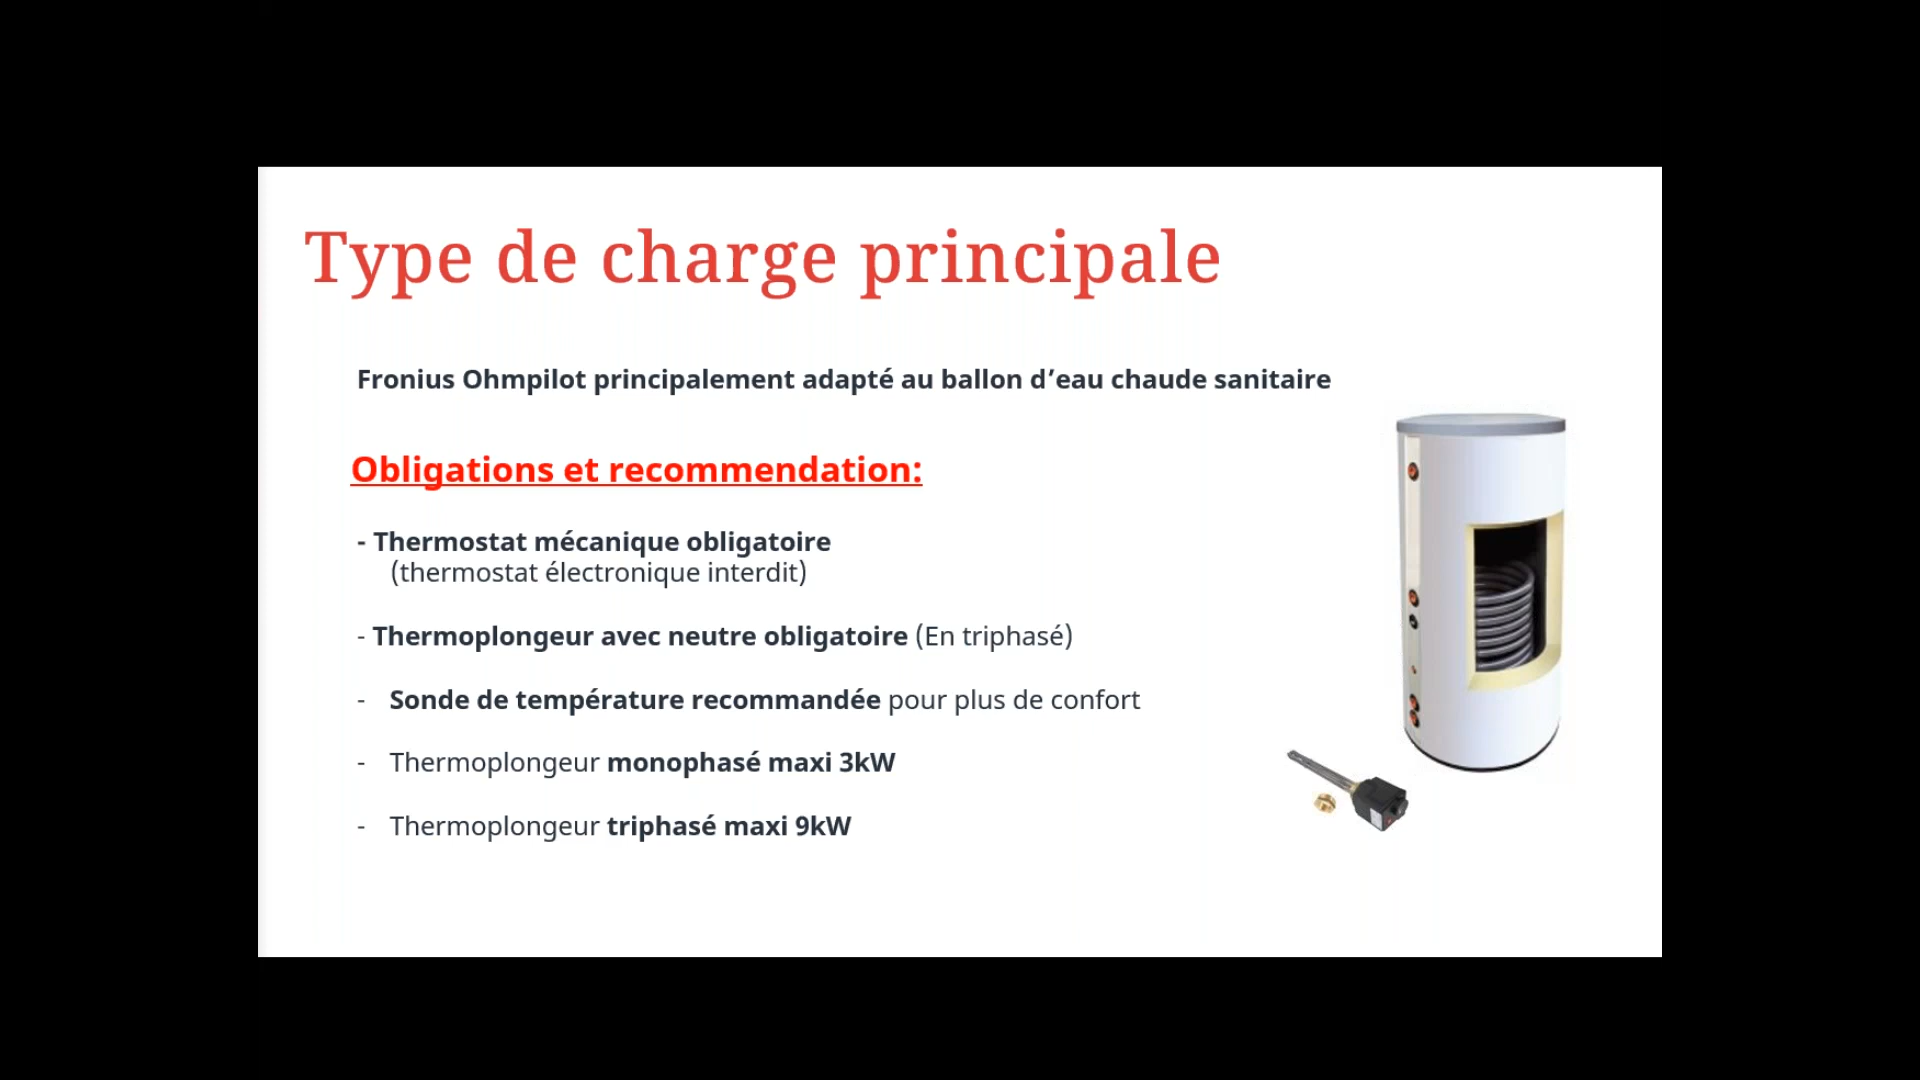 Type de charge principale
Fronius Ohmpilot principalement adapté au ballon d’eau chaude sanitaire
Obligations et recommendation:
- Thermostat mécanique obligatoire
(thermostat électronique interdit)
- Thermoplongeur avec neutre obligatoire (En triphasé)
- Sonde de température recommandée pour plus de confort
- Thermoplongeur monophasé maxi 3kW
- Thermoplongeur triphasé maxi 9kW